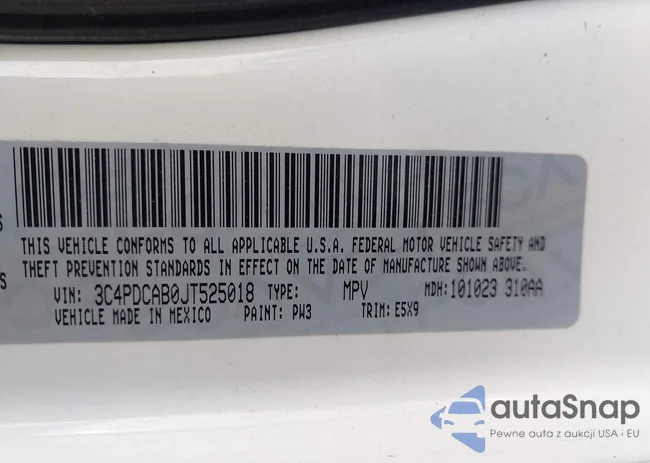 THIS VEHICLE CONFORMS TO ALL APPLICABLE U.S.A. FEDERAL MOTOR VEHICLE SAFETY AND
S
THEFT PREVENTION STANDARDS IN EFFECT ON THE DATE OF MANUFACTURE SHOWN ABOVE.
S
VIN: 3C4PDCAB0JT525018 TYPE: MPV MDH: 101023 310AA
VEHICLE MADE IN MEXICO PAINT: PW3 TRIM: E5X9
autaSnap
Pewne auta z aukcji USA i EU